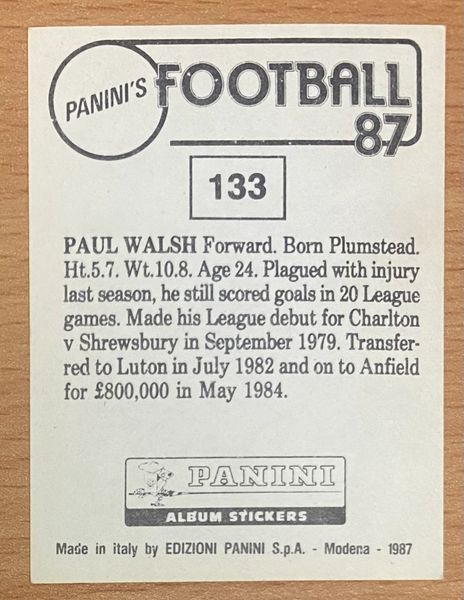 PANINI'S FOOTBALL
87
133
PAUL WALSH Forward. Born Plumstead.
Ht.5.7. Wt.10.8. Age 24. Plagued with injury
last season, he still scored goals in 20 League
games. Made his League debut for Charlton
v Shrewsbury in September 1979. Transfer-
red to Luton in July 1982 and on to Anfield
for £800,000 in May 1984.
PANINI
ALBUM STICKERS
Made in italy by EDIZIONI PANINI S.p.A. - Modena - 1987